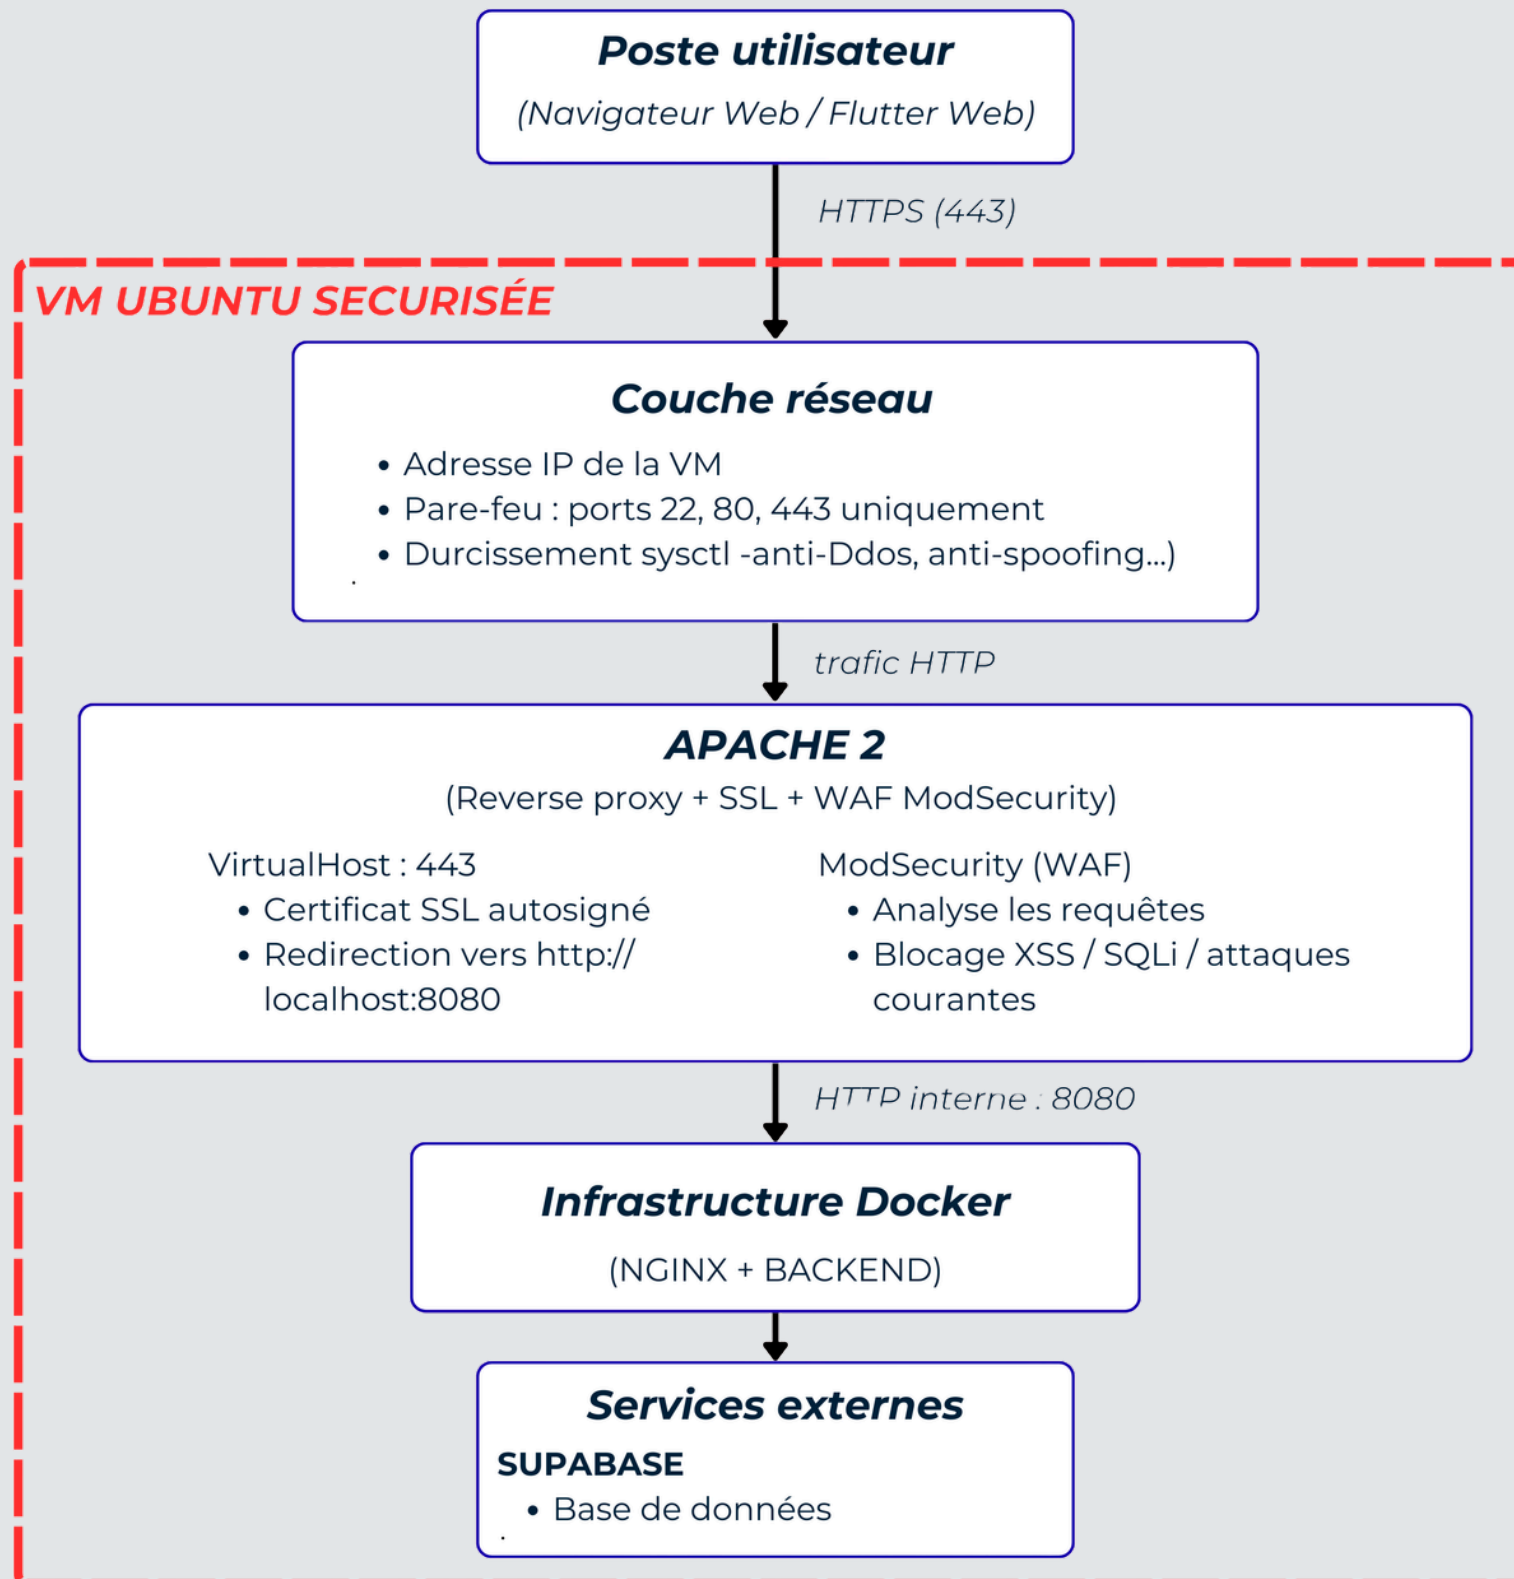 Poste utilisateur
(Navigateur Web / Flutter Web)
HTTPS (443)
VM UBUNTU SECURISÉE
Couche réseau
• Adresse IP de la VM
• Pare-feu : ports 22, 80, 443 uniquement
• Durcissement sysctl -anti-Ddos, anti-spoofing...)
.
trafic HTTP
APACHE 2
(Reverse proxy + SSL + WAF ModSecurity)
VirtualHost : 443
• Certificat SSL autosigné
• Redirection vers http://
localhost:8080
ModSecurity (WAF)
• Analyse les requêtes
• Blocage XSS / SQLi / attaques
courantes
HTTP interne : 8080
Infrastructure Docker
(NGINX + BACKEND)
Services externes
SUPABASE
• Base de données
.